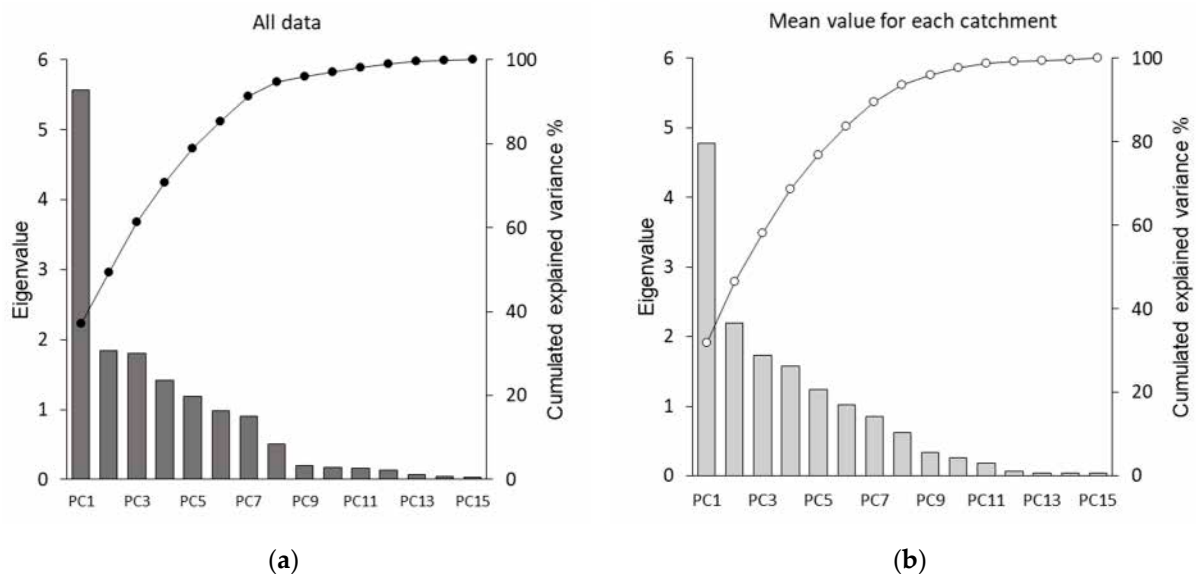 All data
Eigenvalue
6
5
4
3
2
1
0
100
80
60
40
20
0
Cumulated explained variance %
PC1 PC3 PC5 PC7 PC9 PC11 PC13 PC15
(a)
Mean value for each catchment
Eigenvalue
6
5
4
3
2
1
0
100
80
60
40
20
0
Cumulated explained variance %
PC1 PC3 PC5 PC7 PC9 PC11 PC13 PC15
(b)